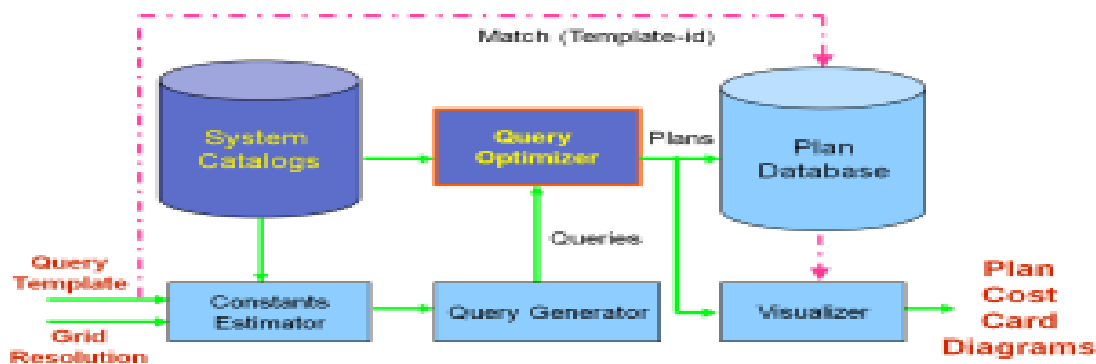 Match (Template-id)
System
Catalogs
Query
Optimizer
Plans
Plan
Database
Queries
Query
Template
Constants
Estimator
Query Generator
Visualizer
Plan
Cost
Card
Diagrams
Grid
Resolution